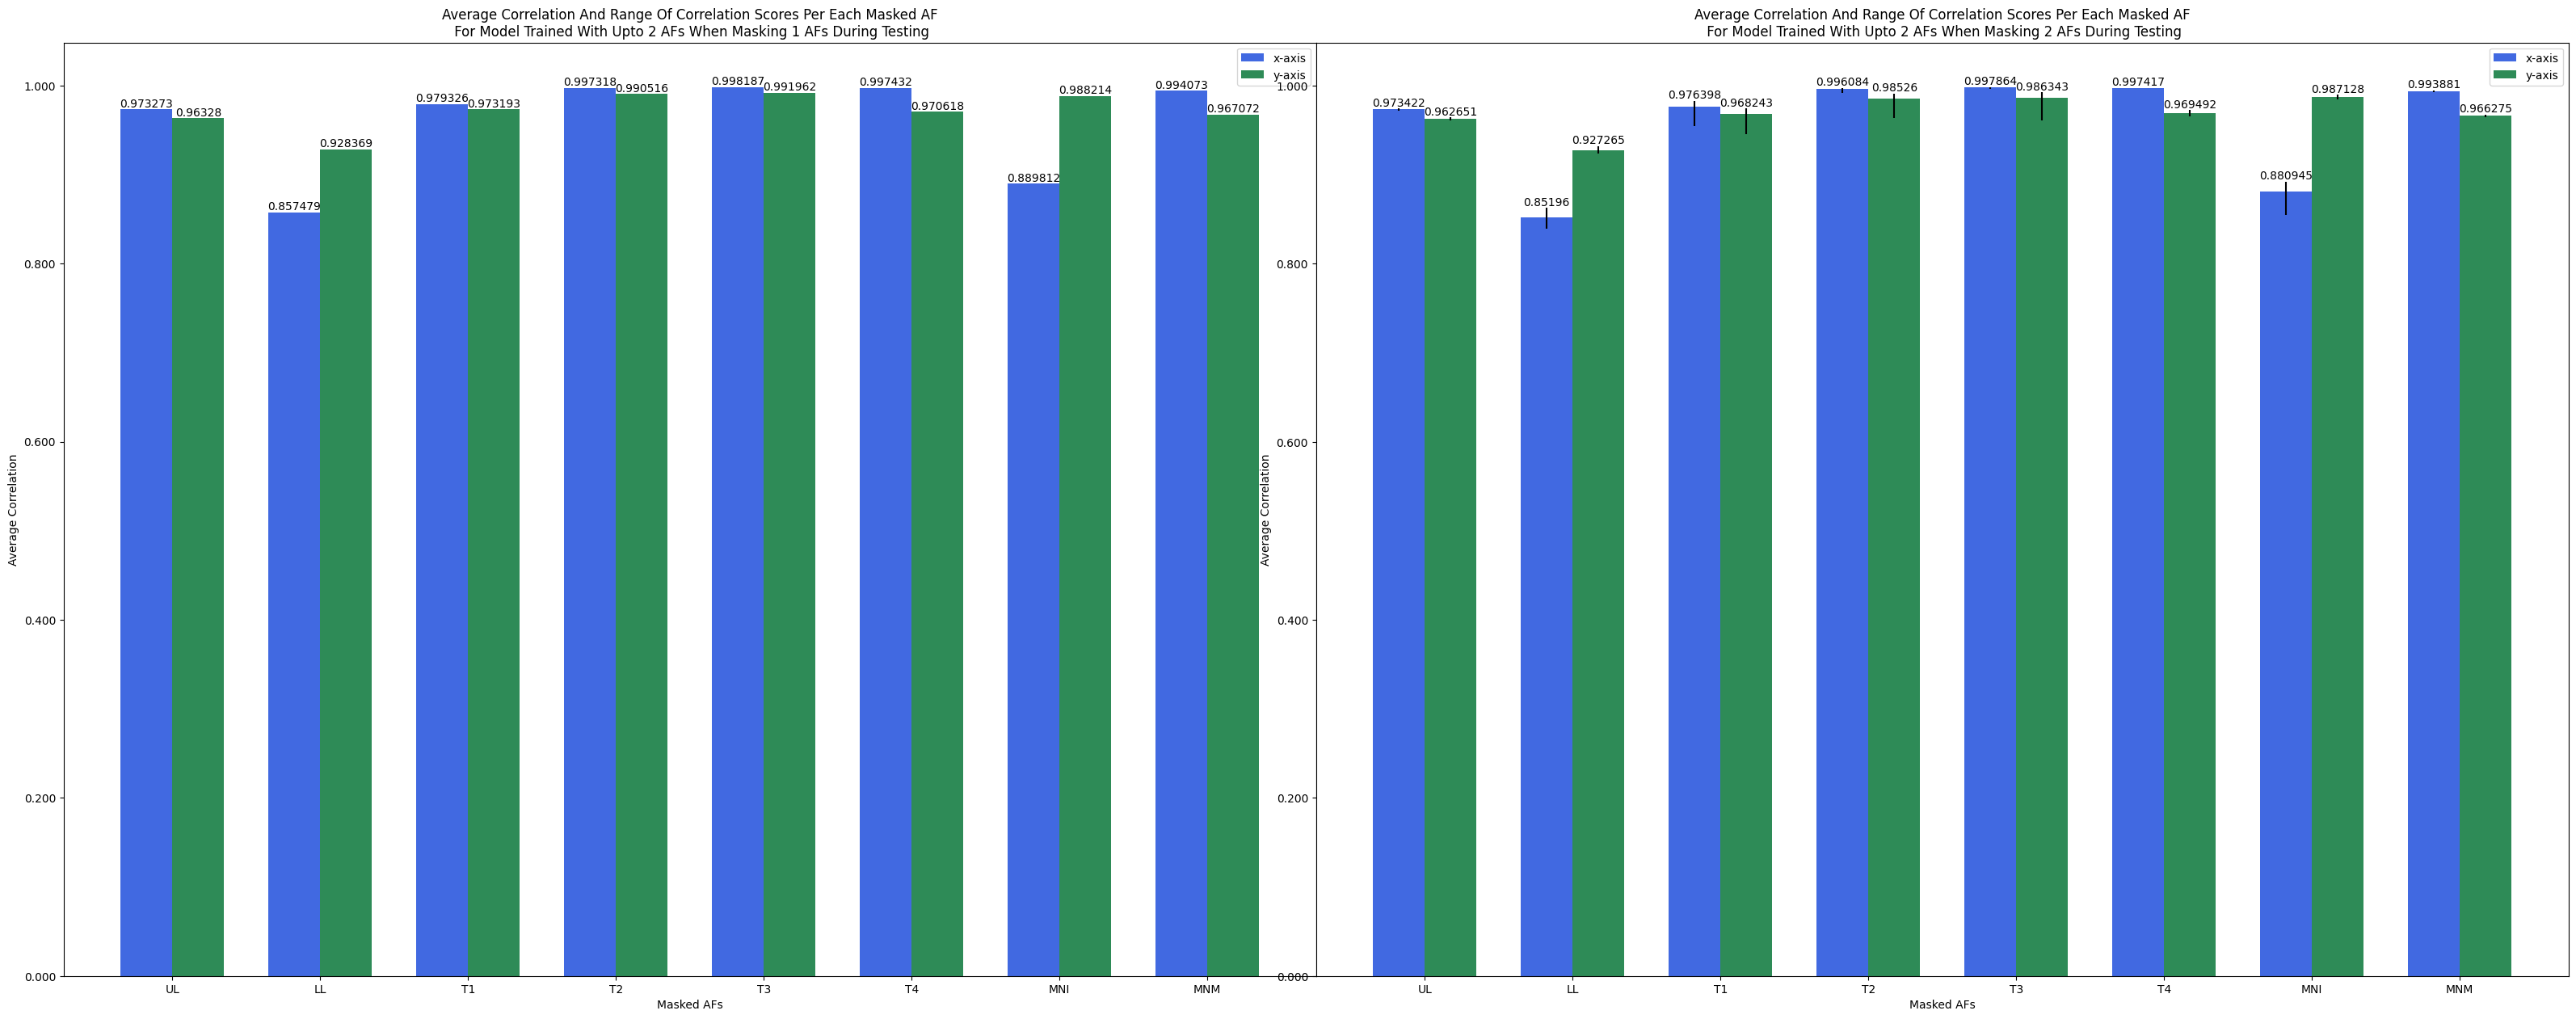 Average Correlation And Range Of Correlation Scores Per Each Masked AF
For Model Trained With Upto 2 AFs When Masking 1 AFs During Testing
x-axis
y-axis
1.000
0.800
0.600
0.400
0.200
0.000
Average Correlation
0.973273
0.96328
0.857479
0.928369
0.979326
0.973193
0.997318
0.990516
0.998187
0.991962
0.997432
0.970618
0.889812
0.988214
0.994073
0.967072
UL
LL
T1
T2
T3
T4
MNI
MNM
Masked AFs
Average Correlation And Range Of Correlation Scores Per Each Masked AF
For Model Trained With Upto 2 AFs When Masking 2 AFs During Testing
x-axis
y-axis
1.000
0.800
0.600
0.400
0.200
0.000
Average Correlation
0.973422
0.962651
0.85196
0.927265
0.976398
0.968243
0.996084
0.98526
0.997864
0.986343
0.997417
0.969492
0.880945
0.987128
0.993881
0.966275
UL
LL
T1
T2
T3
T4
MNI
MNM
Masked AFs